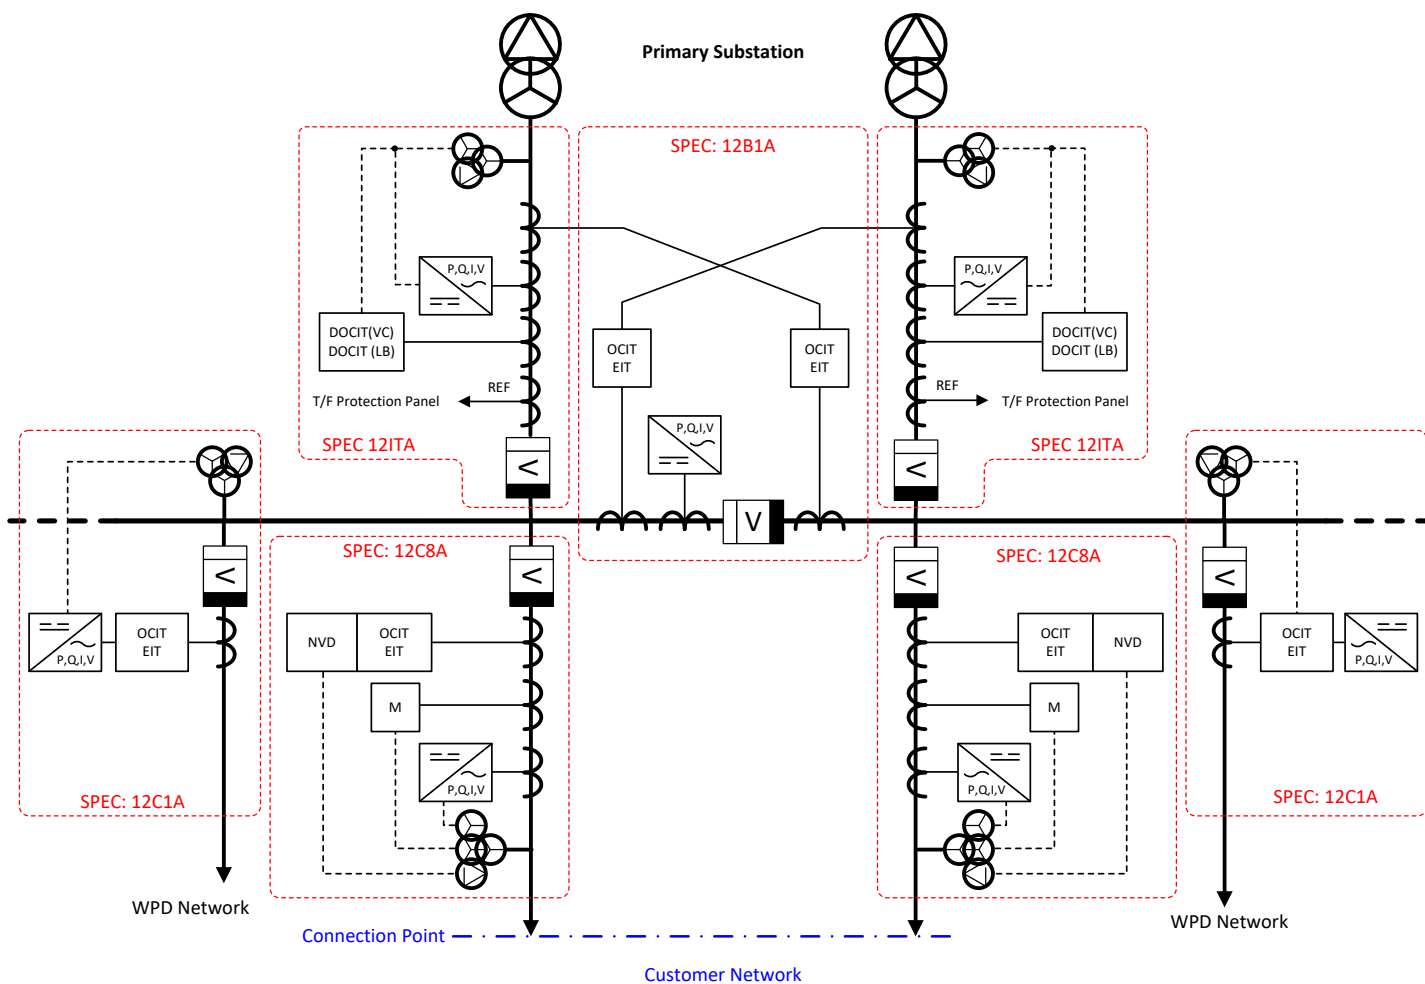 Primary Substation
SPEC: 12B1A
P,Q,I,V
P,Q,I,V
DOCIT(VC)
DOCIT (LB)
OCIT
EIT
OCIT
EIT
DOCIT(VC)
DOCIT (LB)
REF
T/F Protection Panel
REF
T/F Protection Panel
P,Q,I,V
SPEC 12ITA
SPEC 12ITA
V
V
V
SPEC: 12C8A
SPEC: 12C8A
V
V
V
V
P,Q,I,V
OCIT
EIT
NVD
OCIT
EIT
OCIT
EIT
NVD
OCIT
EIT
P,Q,I,V
M
M
P,Q,I,V
P,Q,I,V
SPEC: 12C1A
SPEC: 12C1A
WPD Network
WPD Network
Connection Point
Customer Network